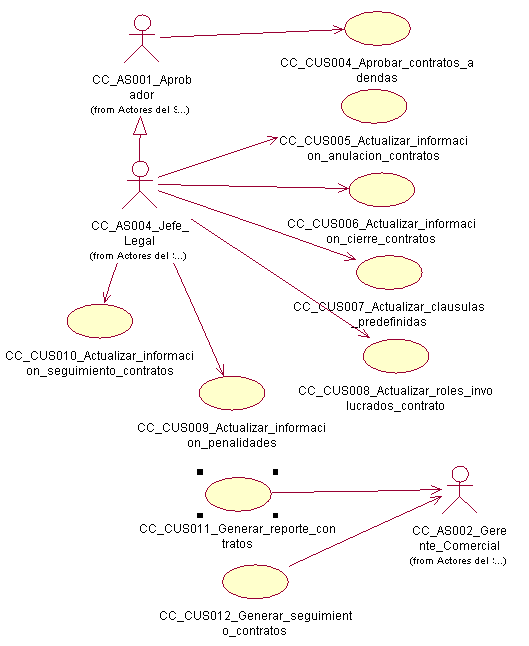 CC_CUS004_Aprobar_contratos_a
dendas
CC_AS001_Aprob
ador
(from Actores del S...)
CC_CUS005_Actualizar_informaci
on_anulacion_contratos
CC_AS004_Jefe_
Legal
(from Actores del S...)
CC_CUS006_Actualizar_informaci
on_cierre_contratos
CC_CUS007_Actualizar_clausulas
_predefinidas
CC_CUS010_Actualizar_informaci
on_seguimiento_contratos
CC_CUS008_Actualizar_roles_invo
lucrados_contrato
CC_CUS009_Actualizar_informaci
on_penalidades
CC_CUS011_Generar_reporte_con
tratos
CC_AS002_Gere
nte_Comercial
(from Actores del S...)
CC_CUS012_Generar_seguimient
o_contratos